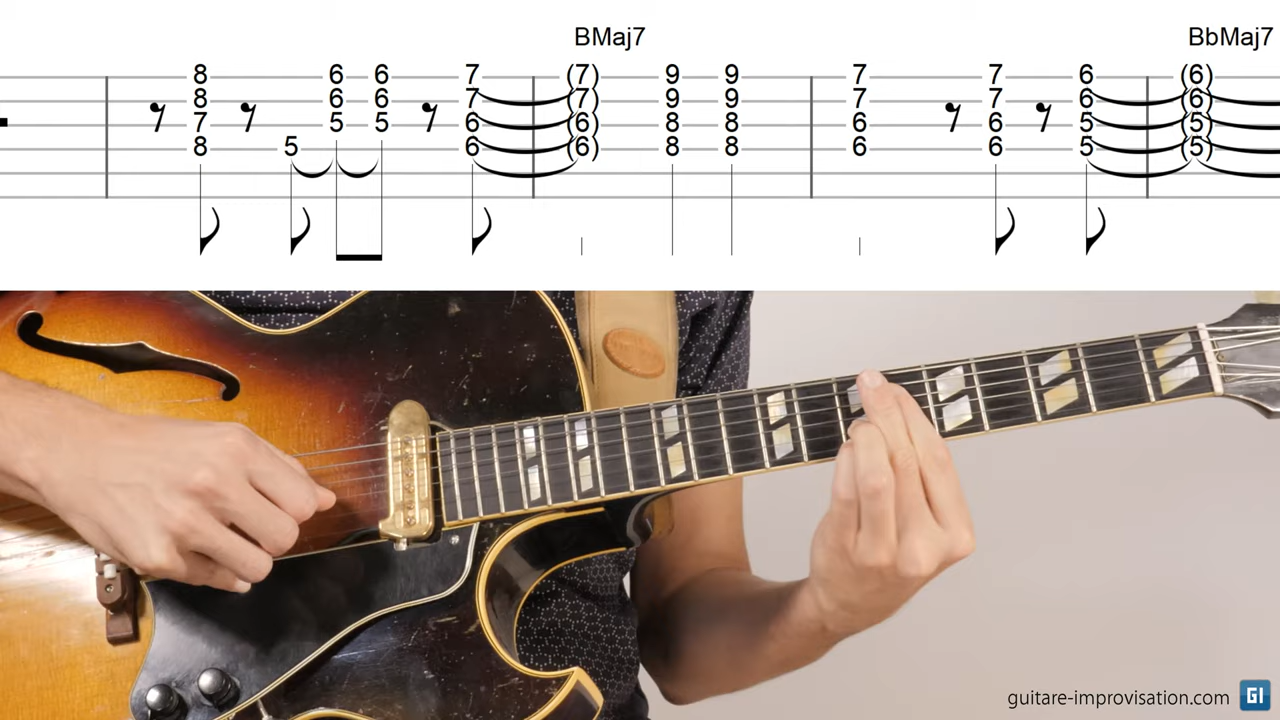 BMaj7 BbMaj7
8 6 6 7 (7) 9 9 7 7 6 (6)
8 6 6 7 (7) 9 9 7 7 6 (6)
7 5 5 6 (6) 8 8 6 6 5 (5)
8 5 6 (6) 8 8 6 6 5 (5)
guitare-improvisation.com GI